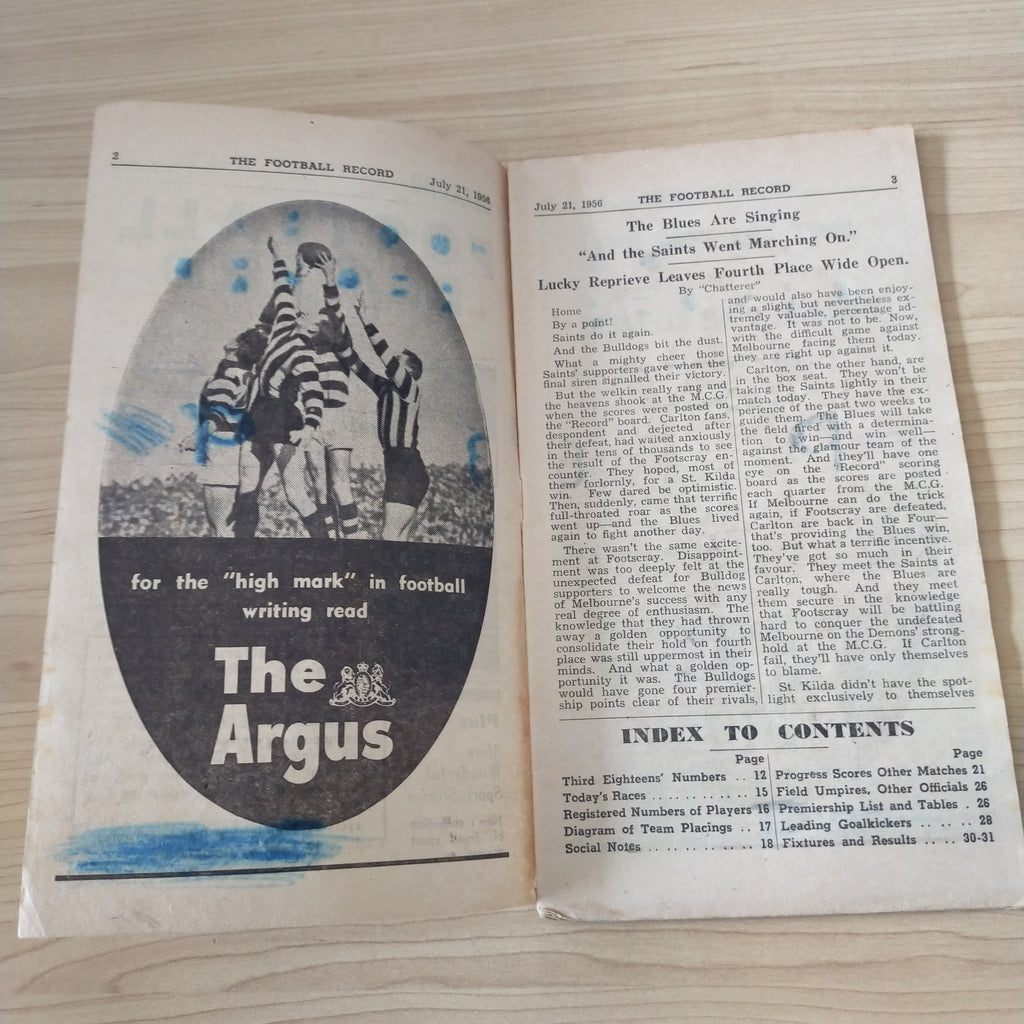 2
THE FOOTBALL RECORD
July 21, 1956
for the "high mark" in football
writing read
The
Argus
July 21, 1956
THE FOOTBALL RECORD
3
The Blues Are Singing
"And the Saints Went Marching On."
Lucky Reprieve Leaves Fourth Place Wide Open.
By "Chatterer"
Home
By a point!
Saints do it again.
And the Bulldogs bit the dust.
What a mighty cheer those
Saints' supporters gave when the
final siren signalled their victory.
But the welkin really rang and
the heavens shook at the M.C.G.
when the scores were posted on
the "Record" board. Carlton fans,
despondent and dejected after
their defeat, had waited anxiously
in their tens of thousands to see
the result of the Footscray en-
counter. They hoped, most of
them forlornly, for a St. Kilda
win. Few dared be optimistic.
Then, suddenly, came that terrific
full-throated roar as the scores
went up—and the Blues lived
again to fight another day.
There wasn't the same excite-
ment at Footscray. Disappoint-
ment was too deeply felt at the
unexpected defeat for Bulldog
supporters to welcome the news
of Melbourne's success with any
real degree of enthusiasm. The
knowledge that they had thrown
away a golden opportunity to
consolidate their hold on fourth
place was still uppermost in their
minds. And what a golden op-
portunity it was. The Bulldogs
would have gone four premier-
ship points clear of their rivals,
and would also have been enjoy-
ing a slight, but nevertheless ex-
tremely valuable, percentage ad-
vantage. It was not to be. Now,
with the difficult game against
Melbourne facing them today,
they are right up against it.
Carlton, on the other hand, are
in the box seat. They won't be
taking the Saints lightly in their
match today. They have the ex-
perience of the past two weeks to
guide them. The Blues will take
the field fired with a determina-
tion to win—and win well—
against the glamour team of the
moment. And they'll have one
eye on the "Record" scoring
board as the scores are posted
each quarter from the M.C.G.
If Melbourne can do the trick
again, if Footscray are defeated,
Carlton are back in the Four—
that's providing the Blues win,
too. But what a terrific incentive.
They've got so much in their
favour. They meet the Saints at
Carlton, where the Blues are
really tough. And they meet
them secure in the knowledge
that Footscray will be battling
hard to conquer the undefeated
Melbourne on the Demons' strong-
hold at the M.C.G. If Carlton
fail, they'll have only themselves
to blame.
St. Kilda didn't have the spot-
light exclusively to themselves
INDEX TO CONTENTS
Page
Third Eighteens' Numbers .. 12
Today's Races .......... 15
Registered Numbers of Players 16
Diagram of Team Placings .. 17
Social Notes .......... 18
Page
Progress Scores Other Matches 21
Field Umpires, Other Officials 26
Premiership List and Tables . 26
Leading Goalkickers .. .. .. 28
Fixtures and Results .. .. 30-31